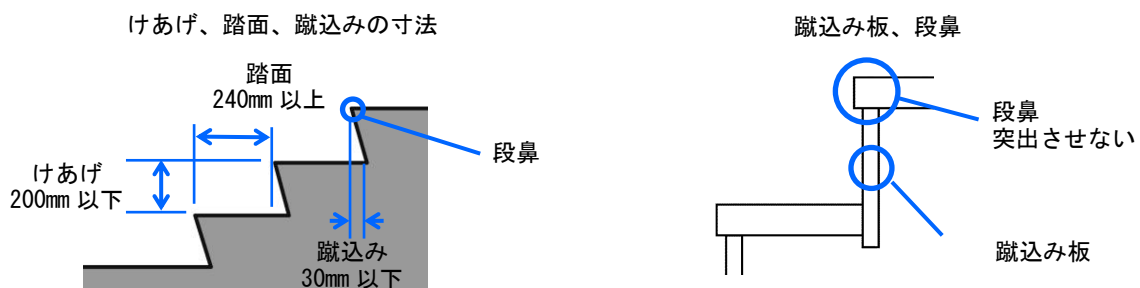 けあげ、踏面、蹴込みの寸法
踏面
240mm 以上
けあげ
200mm 以下
段鼻
蹴込み
30mm 以下
蹴込み板、段鼻
段鼻
突出させない
蹴込み板